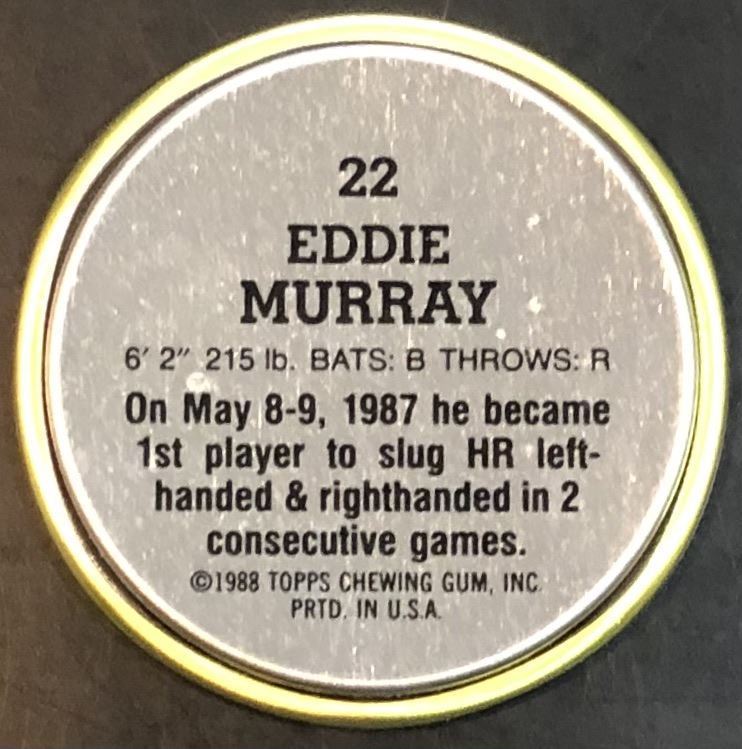 22
EDDIE
MURRAY
6′ 2″ 215 lb. BATS: B THROWS: R
On May 8-9, 1987 he became
1st player to slug HR left-
handed & righthanded in 2
consecutive games.
©1988 TOPPS CHEWING GUM, INC.
PRTD. IN U.S.A.